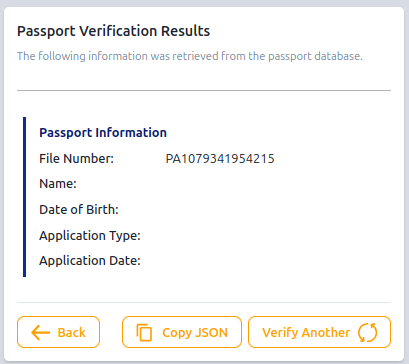 Passport Verification Results
The following information was retrieved from the passport database.
Passport Information
File Number: PA1079341954215
Name:
Date of Birth:
Application Type:
Application Date:
Back Copy JSON Verify Another